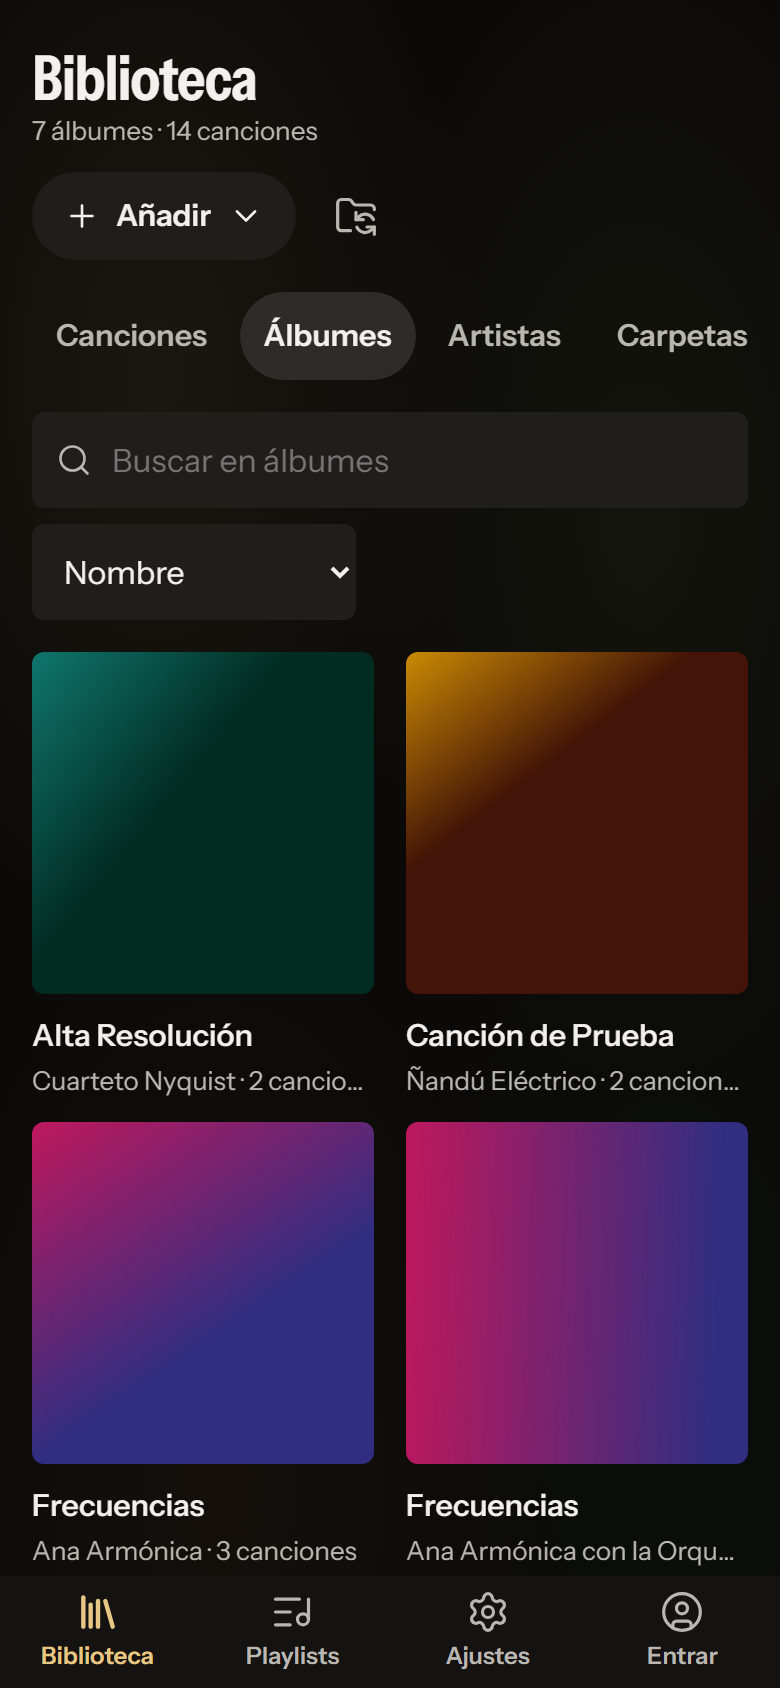 Biblioteca
7 álbumes · 14 canciones
Añadir
Canciones Álbumes Artistas Carpetas
Buscar en álbumes
Nombre
Alta Resolución
Cuarteto Nyquist · 2 cancio...
Canción de Prueba
Ñandú Eléctrico · 2 cancion...
Frecuencias
Ana Armónica · 3 canciones
Frecuencias
Ana Armónica con la Orqu...
Biblioteca Playlists Ajustes Entrar